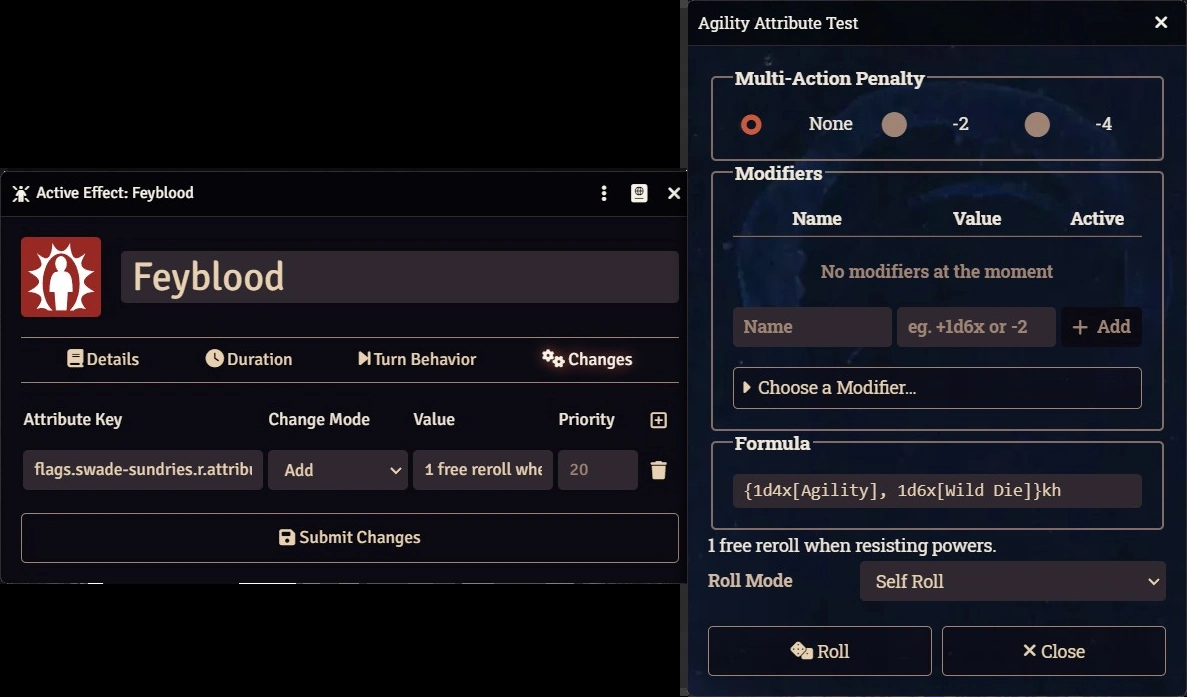 Active Effect: Feyblood
Feyblood
Details
Duration
Turn Behavior
Changes
Attribute Key
Change Mode
Value
Priority
flags.swade-sundries.r.attribu
Add
1 free reroll whe
20
Submit Changes
Agility Attribute Test
Multi-Action Penalty
None
-2
-4
Modifiers
Name
Value
Active
No modifiers at the moment
Name
eg. +1d6x or -2
+ Add
Choose a Modifier...
Formula
{1d4x[Agility], 1d6x[Wild Die]}kh
1 free reroll when resisting powers.
Roll Mode
Self Roll
Roll
Close